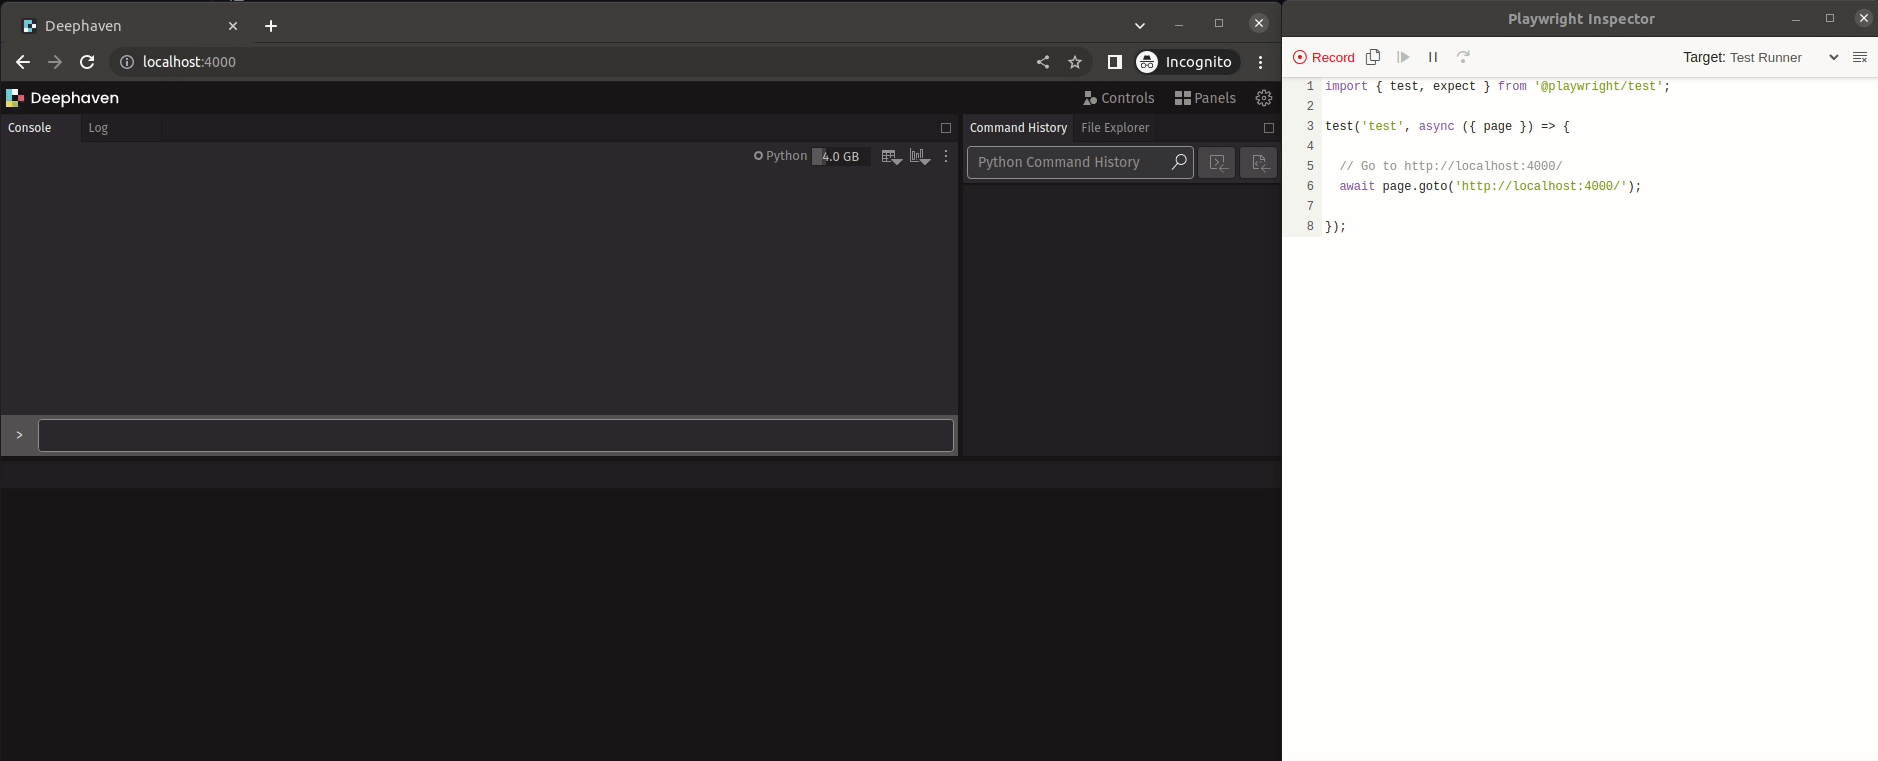 Deephaven
localhost:4000
Incognito
Deephaven
Controls
Panels
Console
Log
Python
4.0 GB
>
Command History
File Explorer
Python Command History
Playwright Inspector
Record
Target: Test Runner
1 import { test, expect } from '@playwright/test';
2
3 test('test', async ({ page }) => {
4
5   // Go to http://localhost:4000/
6   await page.goto('http://localhost:4000/');
7
8 });